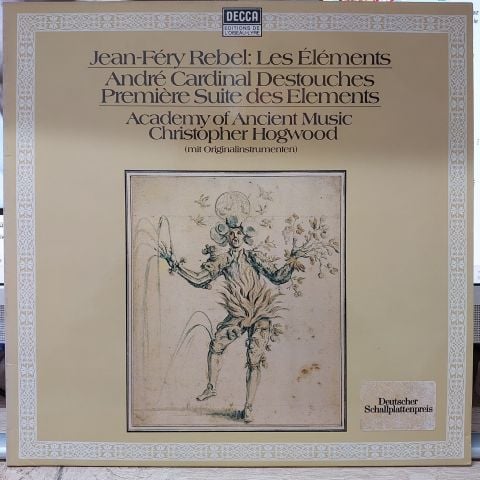 DECCA
EDITIONS DE
L'OISEAU-LYRE
Jean-Féry Rebel: Les Éléments
André Cardinal Destouches
Première Suite des Elements
Academy of Ancient Music
Christopher Hogwood
(mit Originalinstrumenten)
Deutscher
Schallplattenpreis